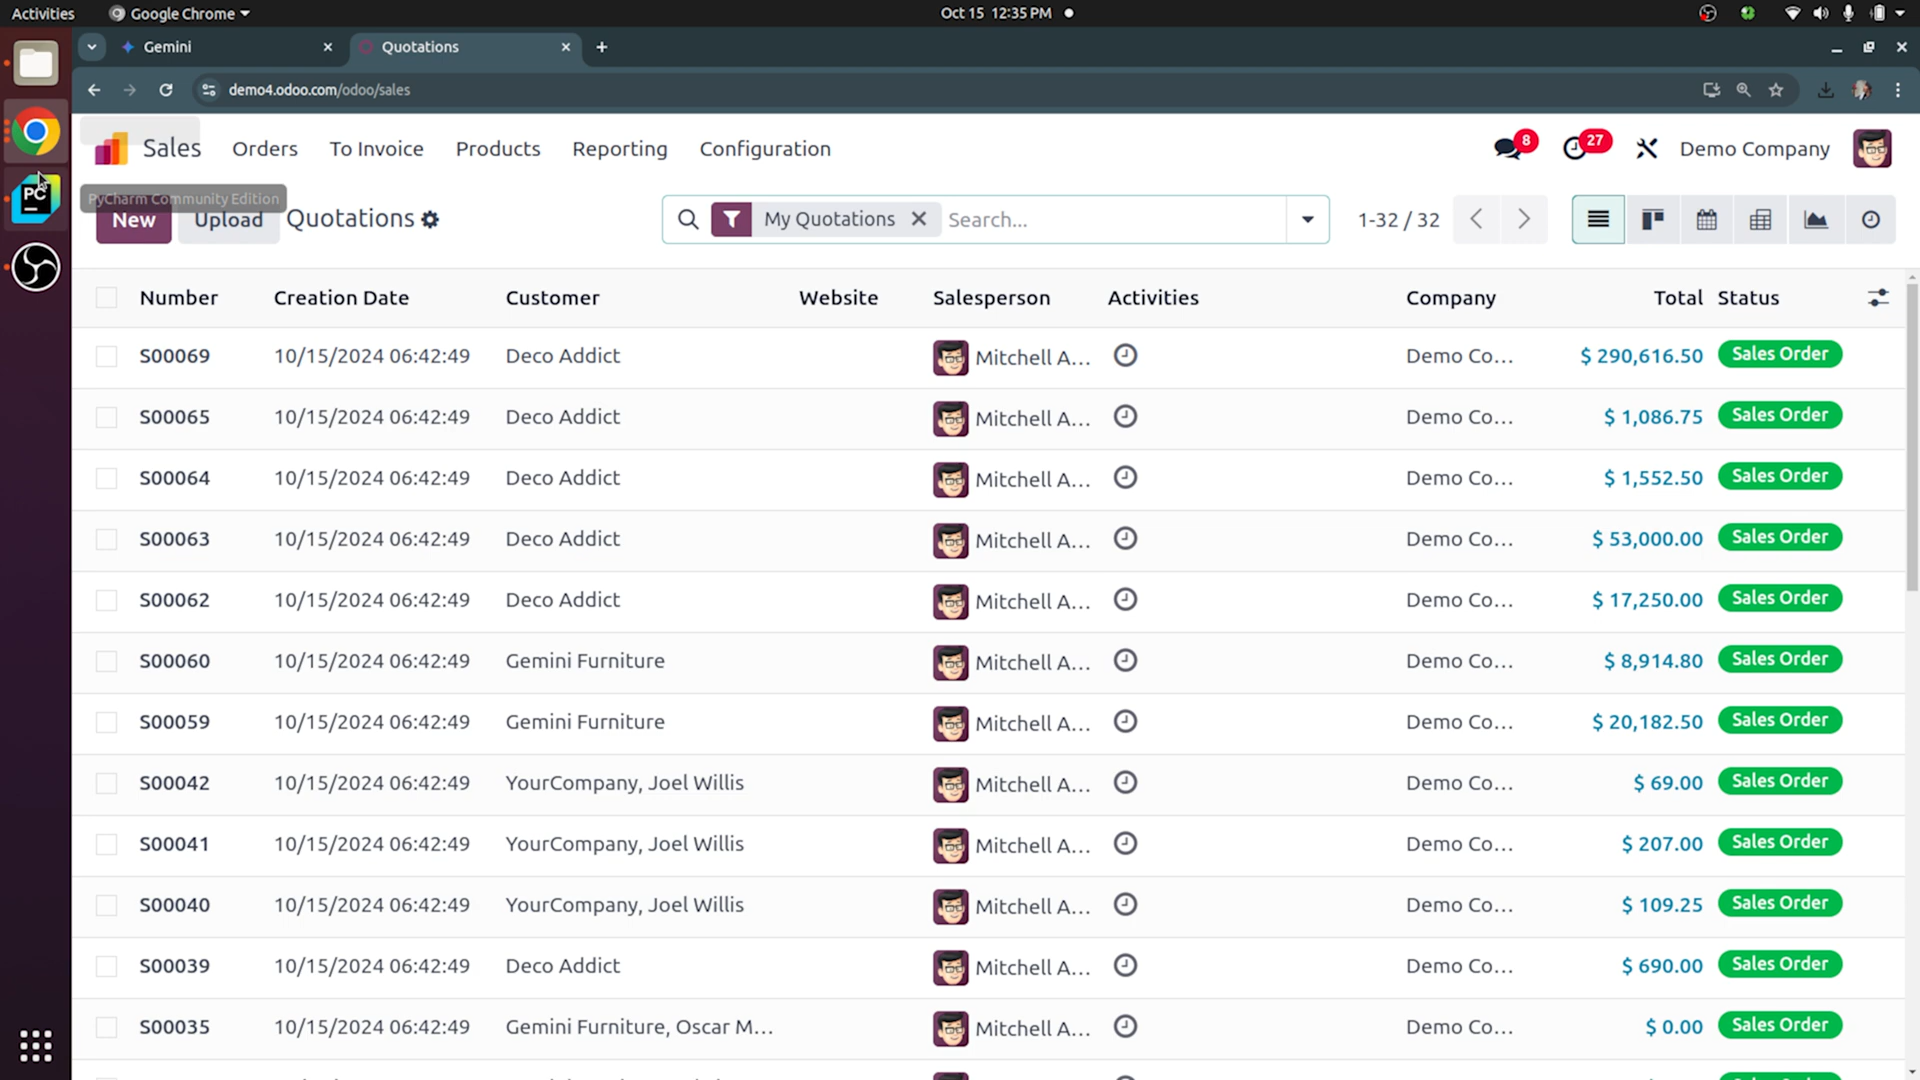 Activities Google Chrome Oct 15 12:35 PM
Gemini Quotations
demo4.odoo.com/odoo/sales
Sales Orders To Invoice Products Reporting Configuration 8 27 Demo Company
PyCharm Community Edition
New Upload Quotations My Quotations Search... 1-32 / 32
Number Creation Date Customer Website Salesperson Activities Company Total Status
S00069 10/15/2024 06:42:49 Deco Addict Mitchell A... Demo Co... $ 290,616.50 Sales Order
S00065 10/15/2024 06:42:49 Deco Addict Mitchell A... Demo Co... $ 1,086.75 Sales Order
S00064 10/15/2024 06:42:49 Deco Addict Mitchell A... Demo Co... $ 1,552.50 Sales Order
S00063 10/15/2024 06:42:49 Deco Addict Mitchell A... Demo Co... $ 53,000.00 Sales Order
S00062 10/15/2024 06:42:49 Deco Addict Mitchell A... Demo Co... $ 17,250.00 Sales Order
S00060 10/15/2024 06:42:49 Gemini Furniture Mitchell A... Demo Co... $ 8,914.80 Sales Order
S00059 10/15/2024 06:42:49 Gemini Furniture Mitchell A... Demo Co... $ 20,182.50 Sales Order
S00042 10/15/2024 06:42:49 YourCompany, Joel Willis Mitchell A... Demo Co... $ 69.00 Sales Order
S00041 10/15/2024 06:42:49 YourCompany, Joel Willis Mitchell A... Demo Co... $ 207.00 Sales Order
S00040 10/15/2024 06:42:49 YourCompany, Joel Willis Mitchell A... Demo Co... $ 109.25 Sales Order
S00039 10/15/2024 06:42:49 Deco Addict Mitchell A... Demo Co... $ 690.00 Sales Order
S00035 10/15/2024 06:42:49 Gemini Furniture, Oscar M... Mitchell A... Demo Co... $ 0.00 Sales Order